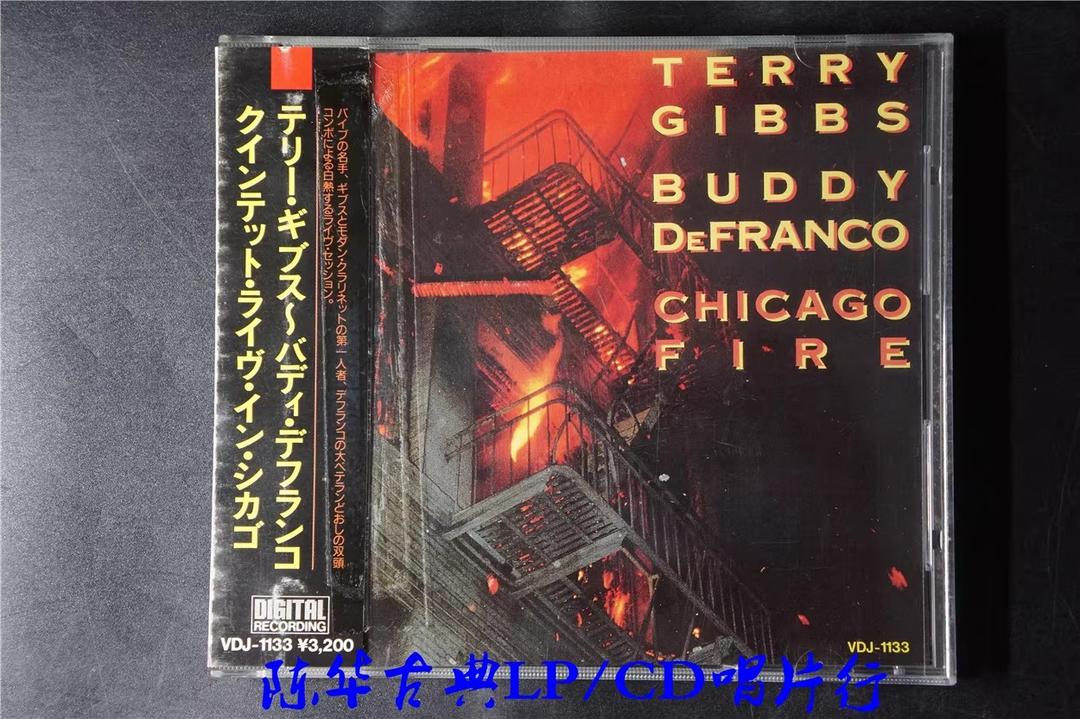 テリー・ギブス～バディ・デフランコ
クインテット・ライヴ・イン・シカゴ
バイブの名手、ギブスとモダン・クラリネットの第一人者、デフランコの大ベテランどおしの双頭
コンボによる白熱するライヴ・セッション。
DIGITAL
RECORDING
VDJ-1133 ¥3,200
TERRY
GIBBS
BUDDY
DEFRANCO
CHICAGO
FIRE
VDJ-1133
陈华古典LP/CD唱片行